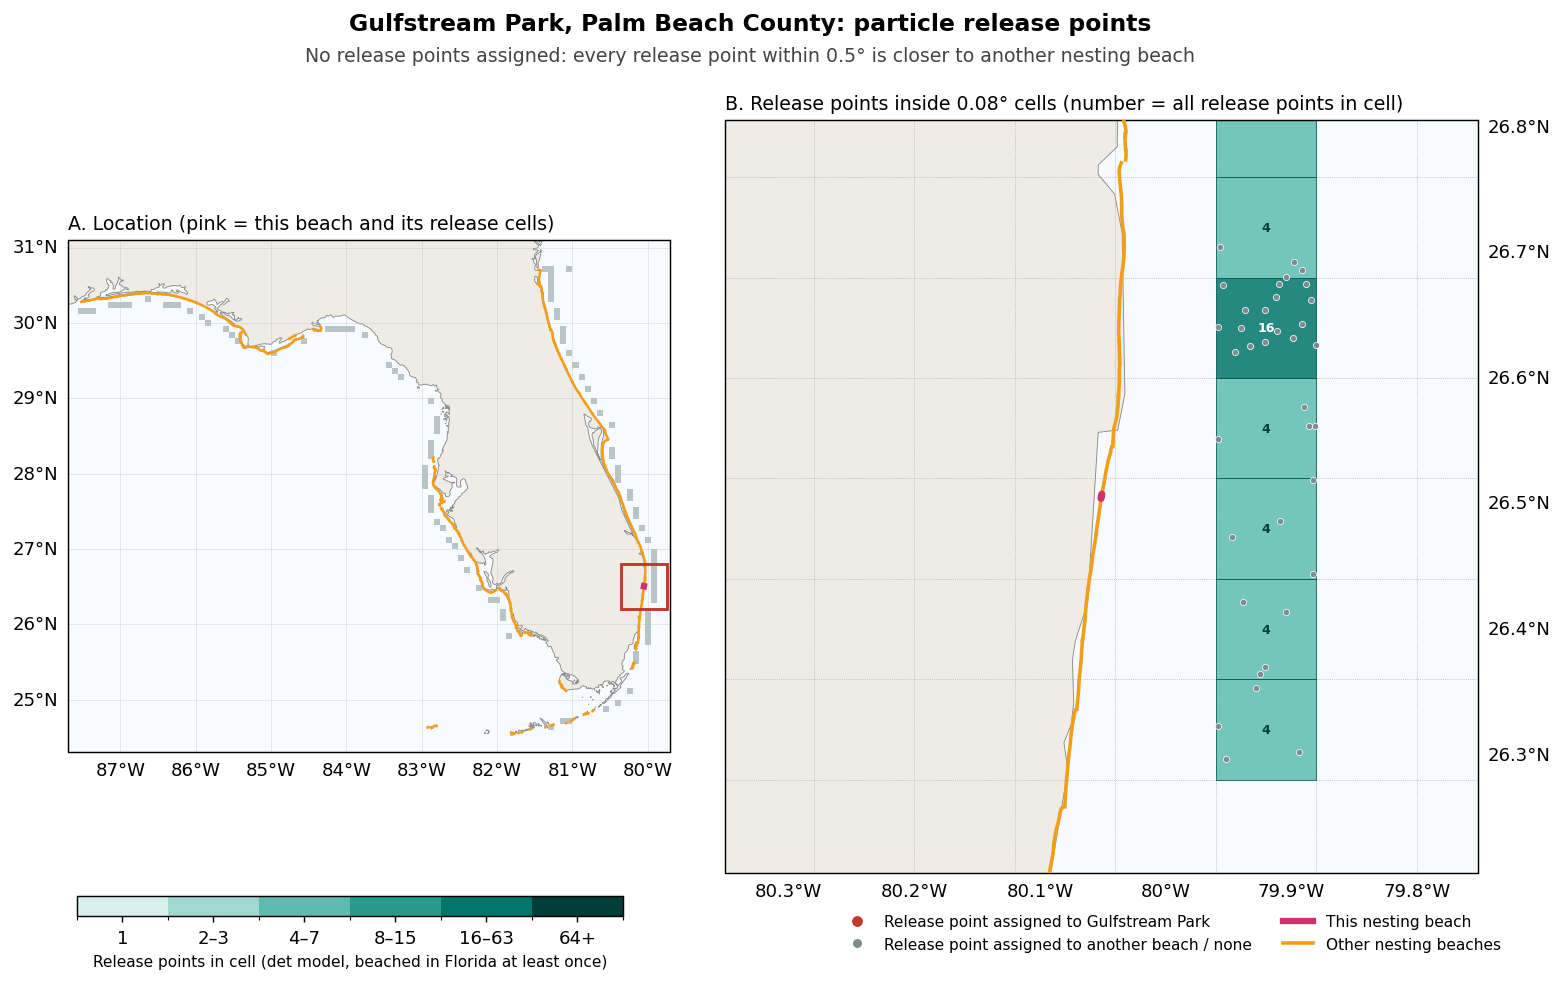 Gulfstream Park, Palm Beach County: particle release points
No release points assigned: every release point within 0.5° is closer to another nesting beach
A. Location (pink = this beach and its release cells)
31°N
30°N
29°N
28°N
27°N
26°N
25°N
87°W 86°W 85°W 84°W 83°W 82°W 81°W 80°W
B. Release points inside 0.08° cells (number = all release points in cell)
26.8°N
4
26.7°N
16
26.6°N
4
26.5°N
4
26.4°N
4
26.3°N
4
80.3°W 80.2°W 80.1°W 80°W 79.9°W 79.8°W
1 2–3 4–7 8–15 16–63 64+
Release points in cell (det model, beached in Florida at least once)
Release point assigned to Gulfstream Park
Release point assigned to another beach / none
This nesting beach
Other nesting beaches